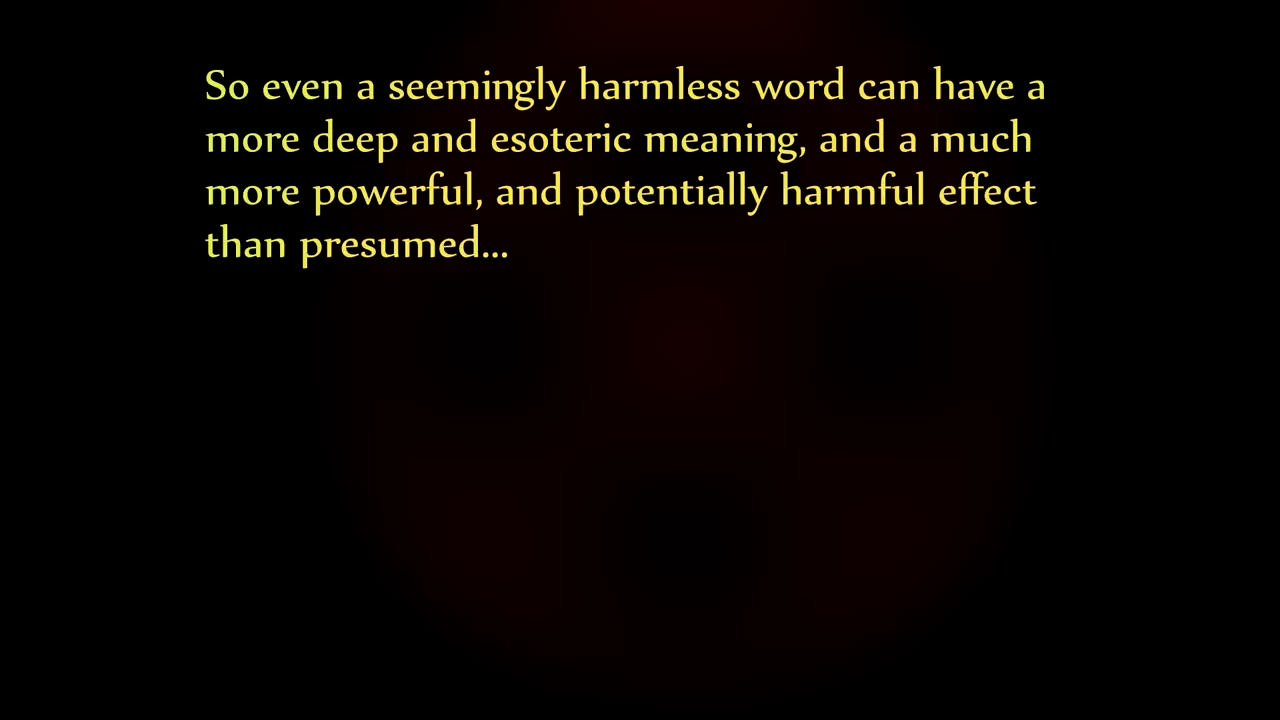 So even a seemingly harmless word can have a
more deep and esoteric meaning, and a much
more powerful, and potentially harmful effect
than presumed...